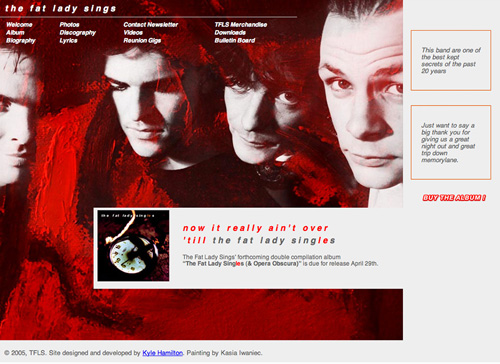 the fat lady sings
Welcome Photos Contact Newsletter TFLS Merchandise
Album Discography Videos Downloads
Biography Lyrics Reunion Gigs Bulletin Board
This band are one of
the best kept
secrets of the past
20 years
Just want to say a
big thank you for
giving us a great
night out and great
trip down
memorylane.
BUY THE ALBUM !
the fat lady singles
now it really ain't over
'till the fat lady singles
The Fat Lady Sings' forthcoming double compilation album
"The Fat Lady Singles (& Opera Obscura)" is due for release April 29th.
© 2005, TFLS. Site designed and developed by Kyle Hamilton. Painting by Kasia Iwaniec.